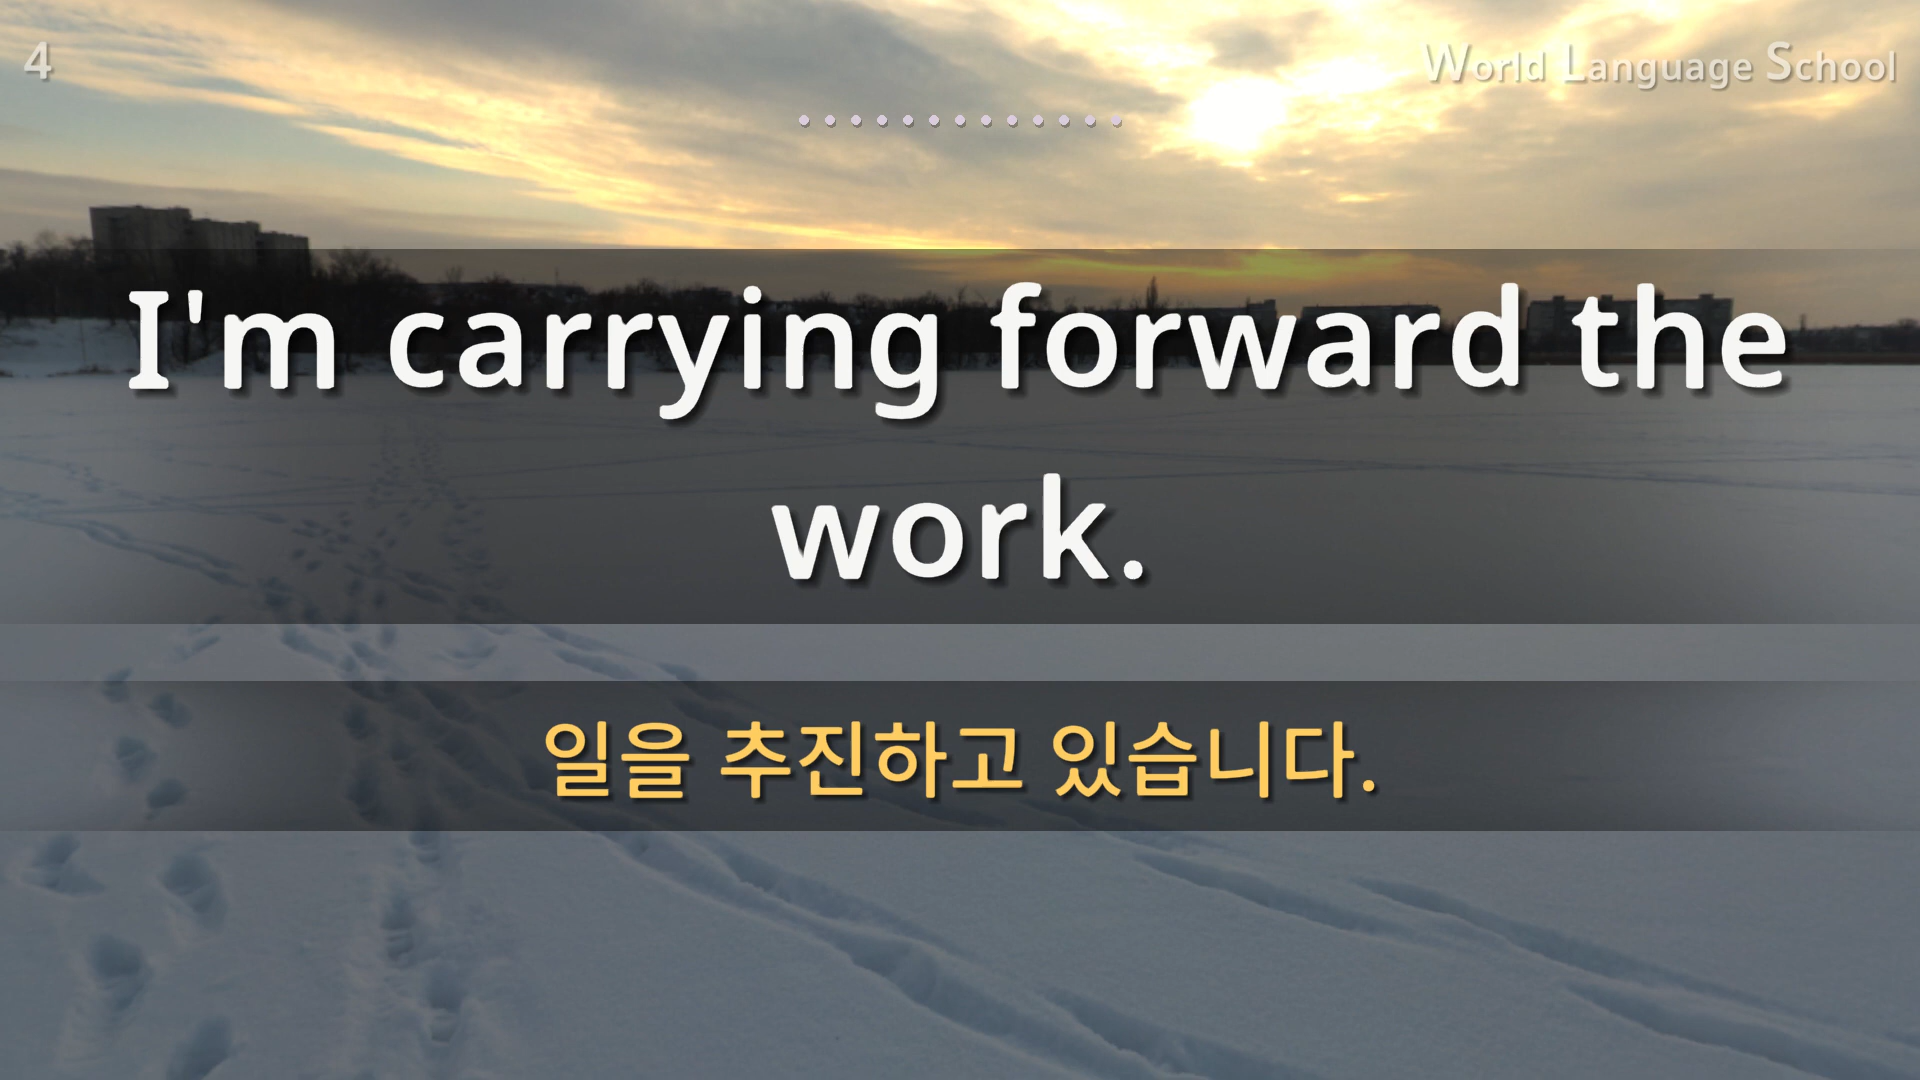 4
World Language School
I'm carrying forward the
work.
일을 추진하고 있습니다.